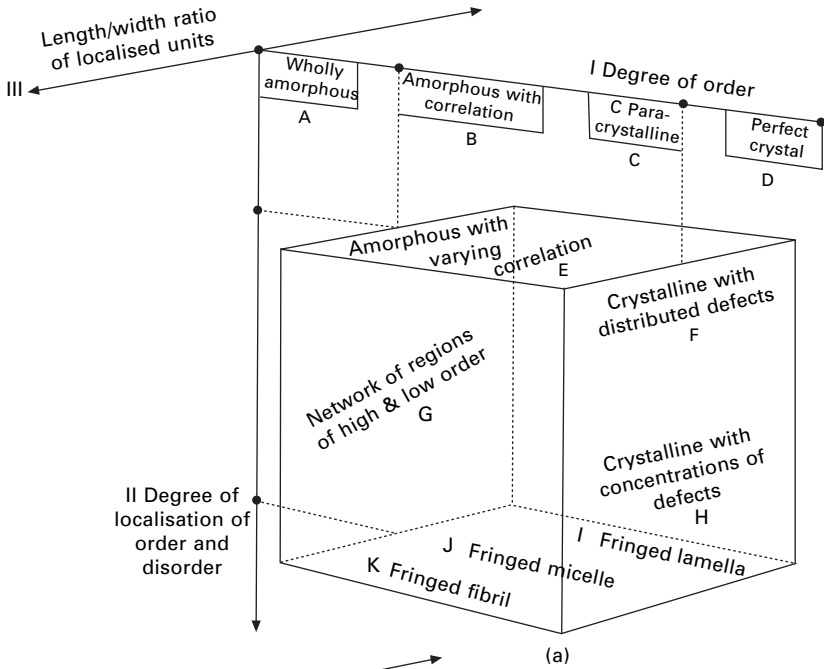 Length/width ratio
of localised units
III
I Degree of order
Wholly
amorphous
A
Amorphous with
correlation
B
C Para-
crystalline
C
Perfect
crystal
D
Amorphous with
varying
correlation
E
Crystalline with
distributed defects
F
Network of regions
of high & low order
G
Crystalline with
concentrations of
defects
H
II Degree of
localisation of
order and
disorder
I Fringed lamella
J Fringed micelle
K Fringed fibril
(a)